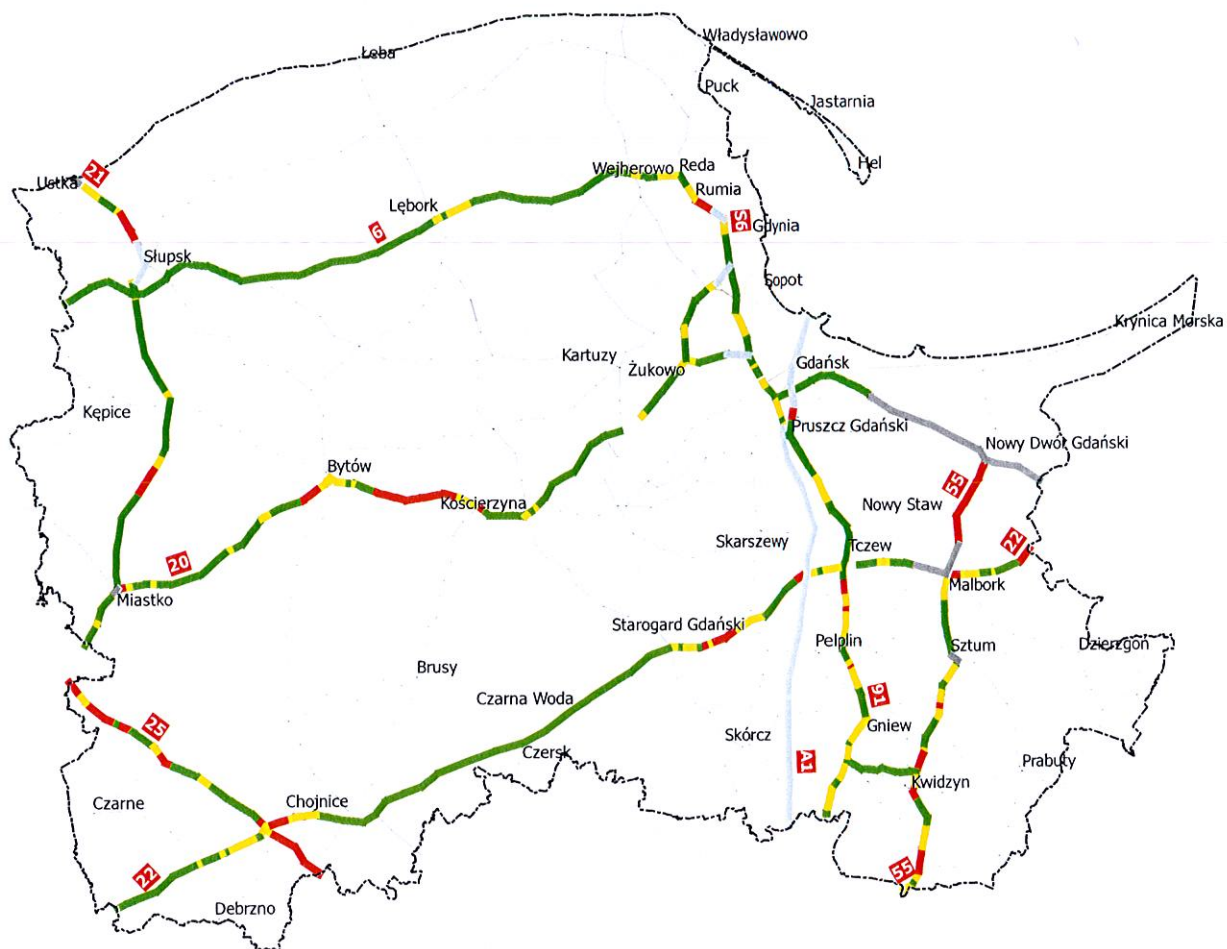 Władysławowo
Łeba
Puck
Jastarnia
Hel
Wejherowo
Reda
21
Ustka
Rumia
Lębork
6
S6
Gdynia
Słupsk
Sopot
Krynica Morska
Kartuzy
Żukowo
Gdańsk
Kępice
Pruszcz Gdański
Nowy Dwór Gdański
Bytów
55
Kościerzyna
Nowy Staw
Skarszewy
Tczew
22
20
Malbork
Miastko
Starogard Gdański
Pelplin
Sztum
Dzierzgoń
Brusy
Czarna Woda
91
25
Gniew
Skórcz
Czersk
A1
Prabuty
Kwidzyn
Czarne
Chojnice
22
55
Debrzno